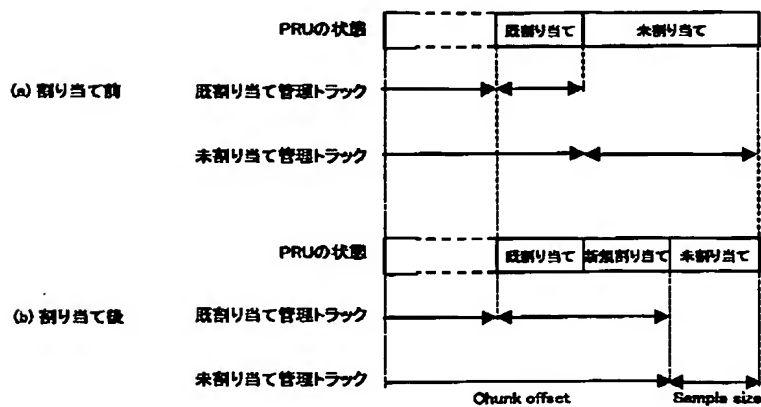 PRUの状態 既割り当て 未割り当て
(a) 割り当て前 既割り当て管理トラック
未割り当て管理トラック
PRUの状態 既割り当て 新規割り当て 未割り当て
(b) 割り当て後 既割り当て管理トラック
未割り当て管理トラック
Chunk offset Sample size